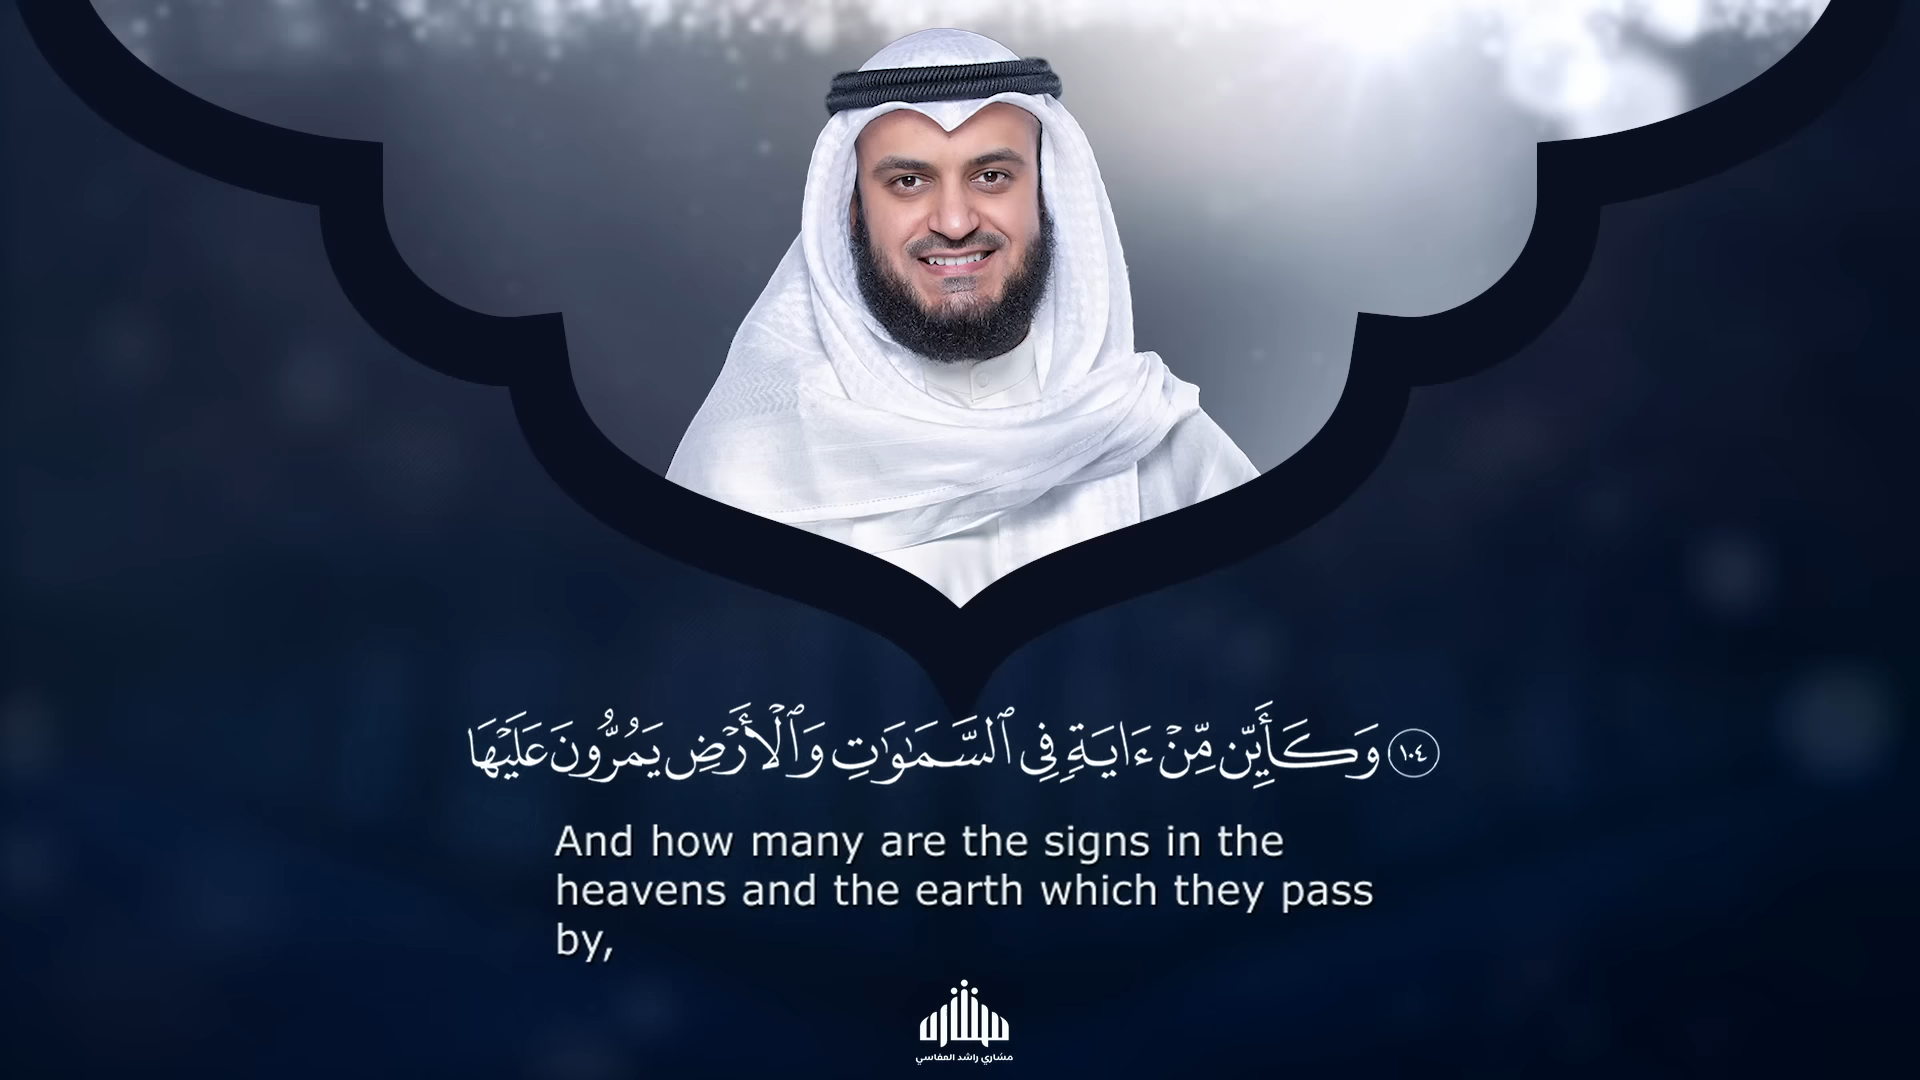 ١٠٤ وَكَأَيِّن مِّنْ ءَايَةٍ فِى ٱلسَّمَٰوَٰتِ وَٱلْأَرْضِ يَمُرُّونَ عَلَيْهَا
And how many are the signs in the
heavens and the earth which they pass
by,
مشاري راشد العفاسي